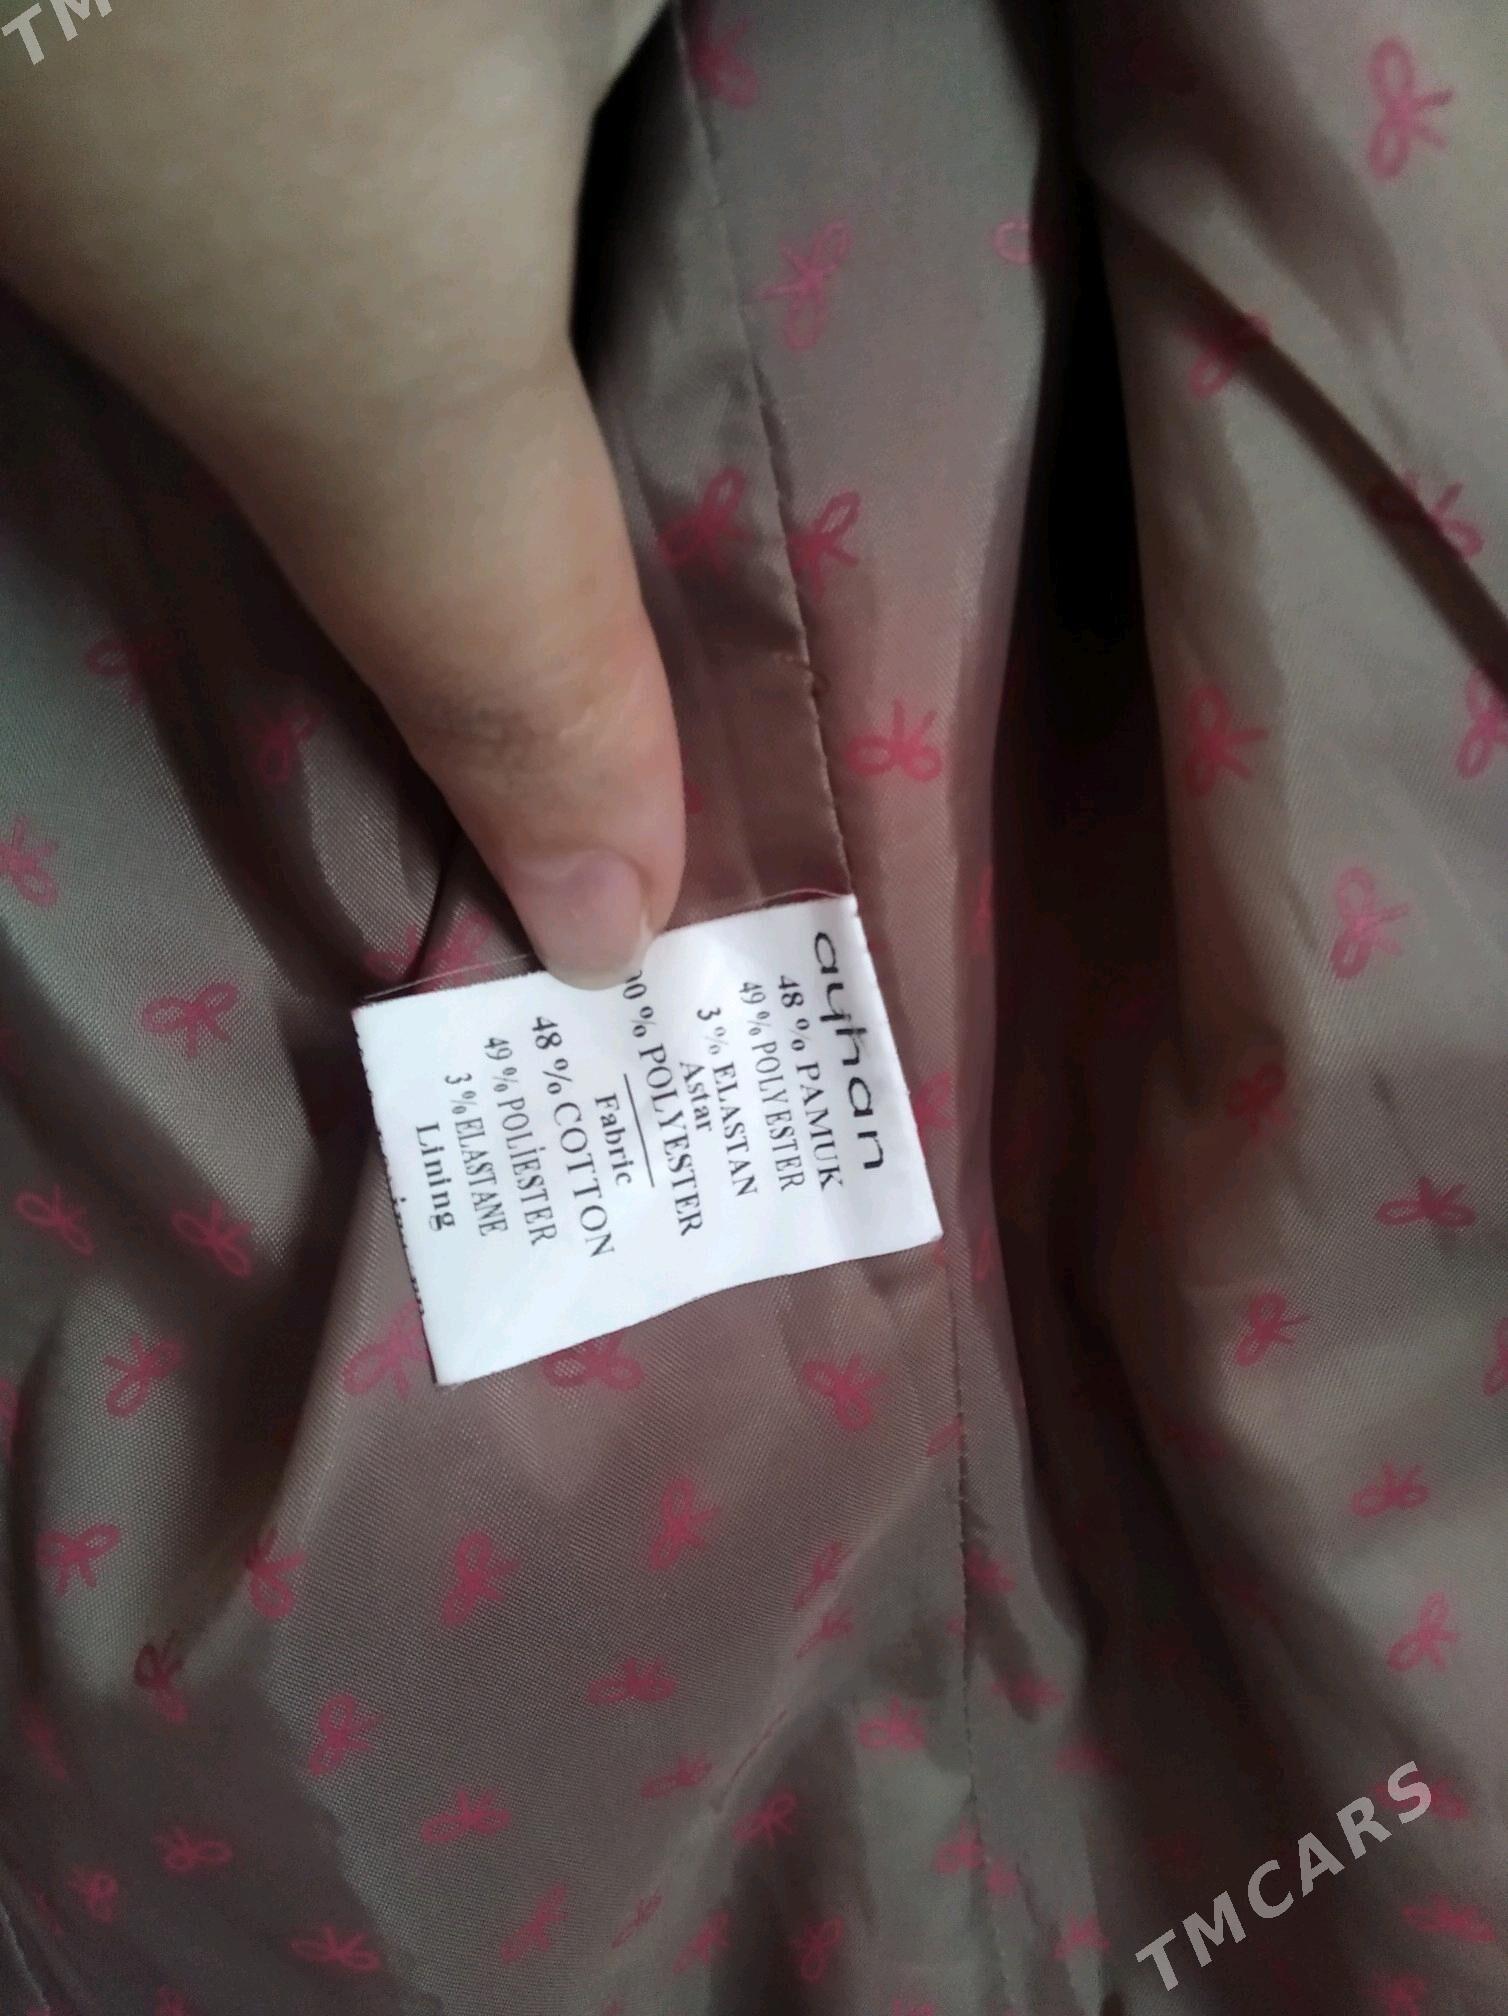 ayhan
48 % PAMUK
49 % POLYESTER
3 % ELASTAN
Astar
00 % POLYESTER
Fabric
48 % COTTON
49 % POLİESTER
3 % ELASTANE
Lining
TMCARS
TM